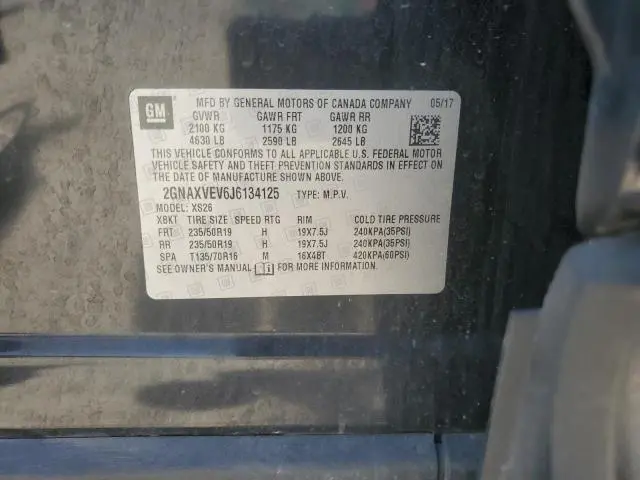 GM
MFD BY GENERAL MOTORS OF CANADA COMPANY 05/17
GVWR GAWR FRT GAWR RR
2100 KG 1175 KG 1200 KG
4630 LB 2590 LB 2645 LB
THIS VEHICLE CONFORMS TO ALL APPLICABLE U.S. FEDERAL MOTOR
VEHICLE SAFETY AND THEFT PREVENTION STANDARDS IN EFFECT ON
THE DATE OF MANUFACTURE SHOWN ABOVE.
2GNAXVEV6J6134125 TYPE: M.P.V.
MODEL: XS26
XBKT TIRE SIZE SPEED RTG RIM COLD TIRE PRESSURE
FRT 235/50R19 H 19X7.5J 240KPA(35PSI)
RR 235/50R19 H 19X7.5J 240KPA(35PSI)
SPA T135/70R16 M 16X4BT 420KPA(60PSI)
SEE OWNER'S MANUAL FOR MORE INFORMATION.